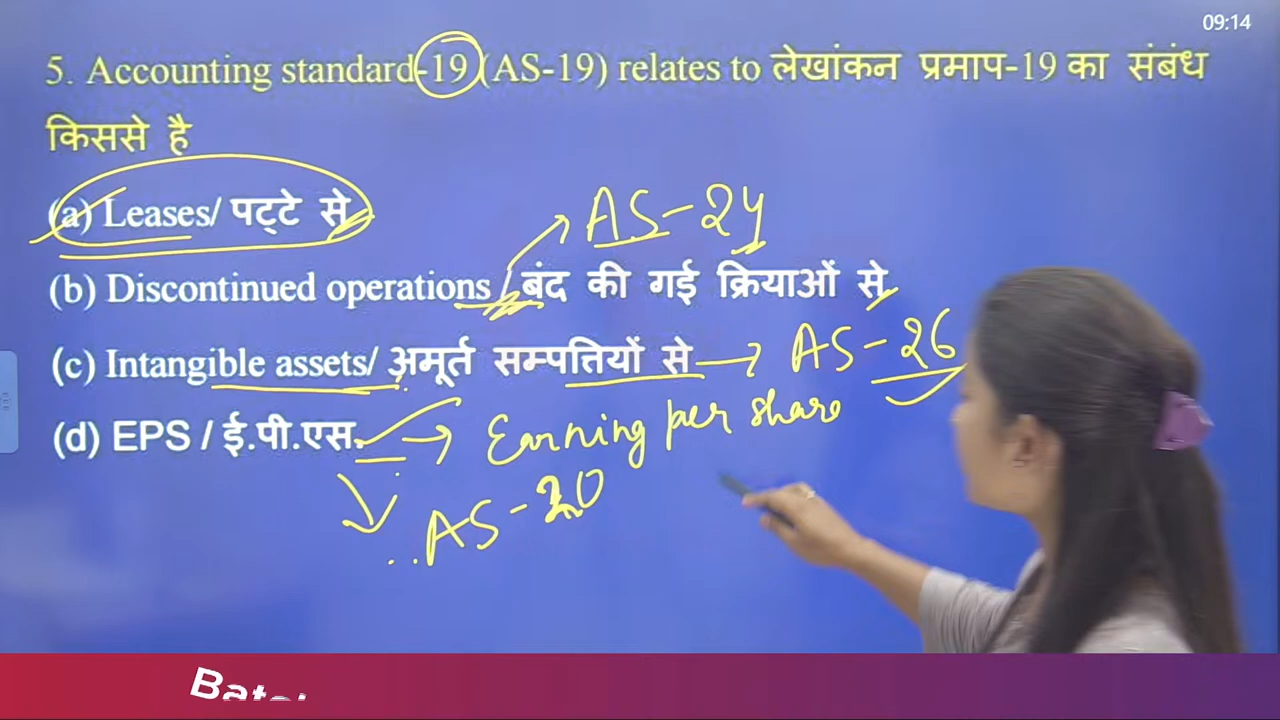 09:14
5. Accounting standard-19 (AS-19) relates to लेखांकन प्रमाप-19 का संबंध
किससे है
(a) Leases/ पट्टे से
AS-24
(b) Discontinued operations / बंद की गई क्रियाओं से
(c) Intangible assets/ अमूर्त सम्पत्तियों से → AS-26
(d) EPS / ई.पी.एस. → Earning per share
AS-20